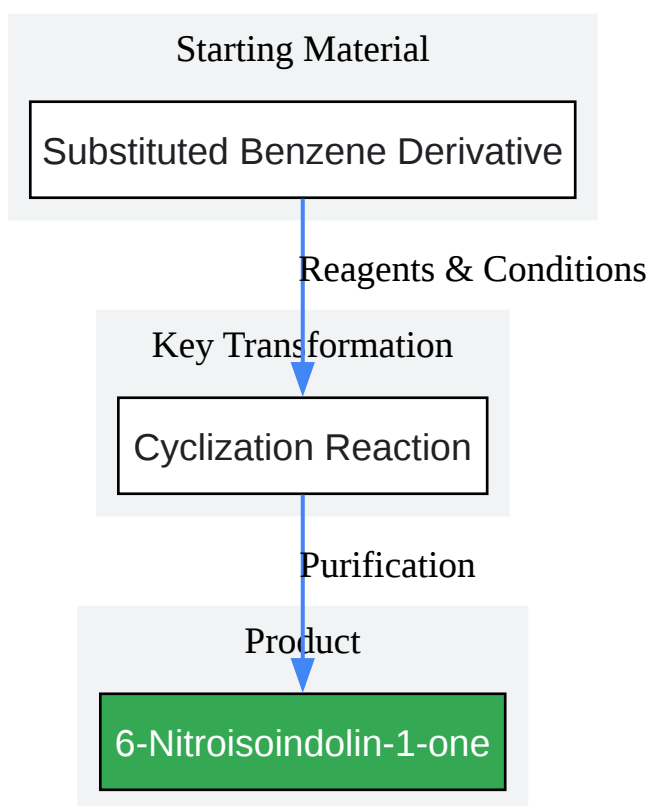 Starting Material
Substituted Benzene Derivative
Reagents & Conditions
Key Transformation
Cyclization Reaction
Purification
Product
6-Nitroisoindolin-1-one